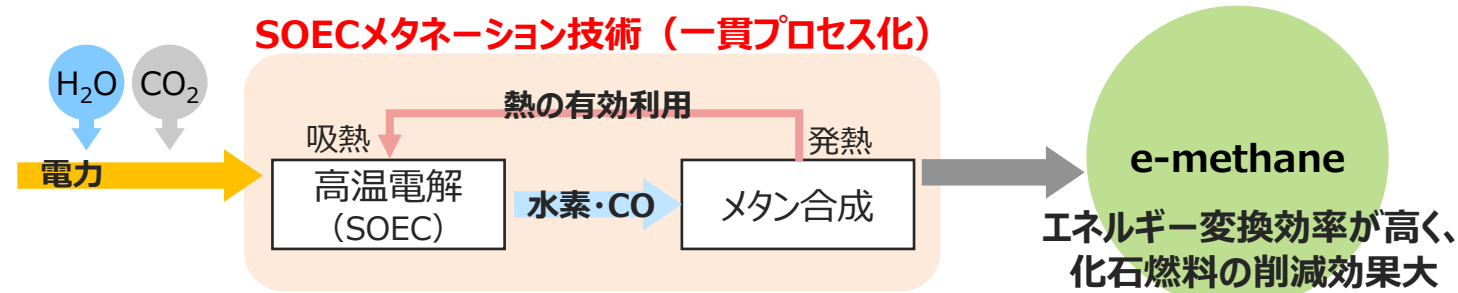 SOECメタネーション技術（一貫プロセス化）
H₂O
CO₂
熱の有効利用
吸熱
発熱
電力
高温電解
（SOEC）
水素・CO
メタン合成
e-methane
エネルギー変換効率が高く、
化石燃料の削減効果大